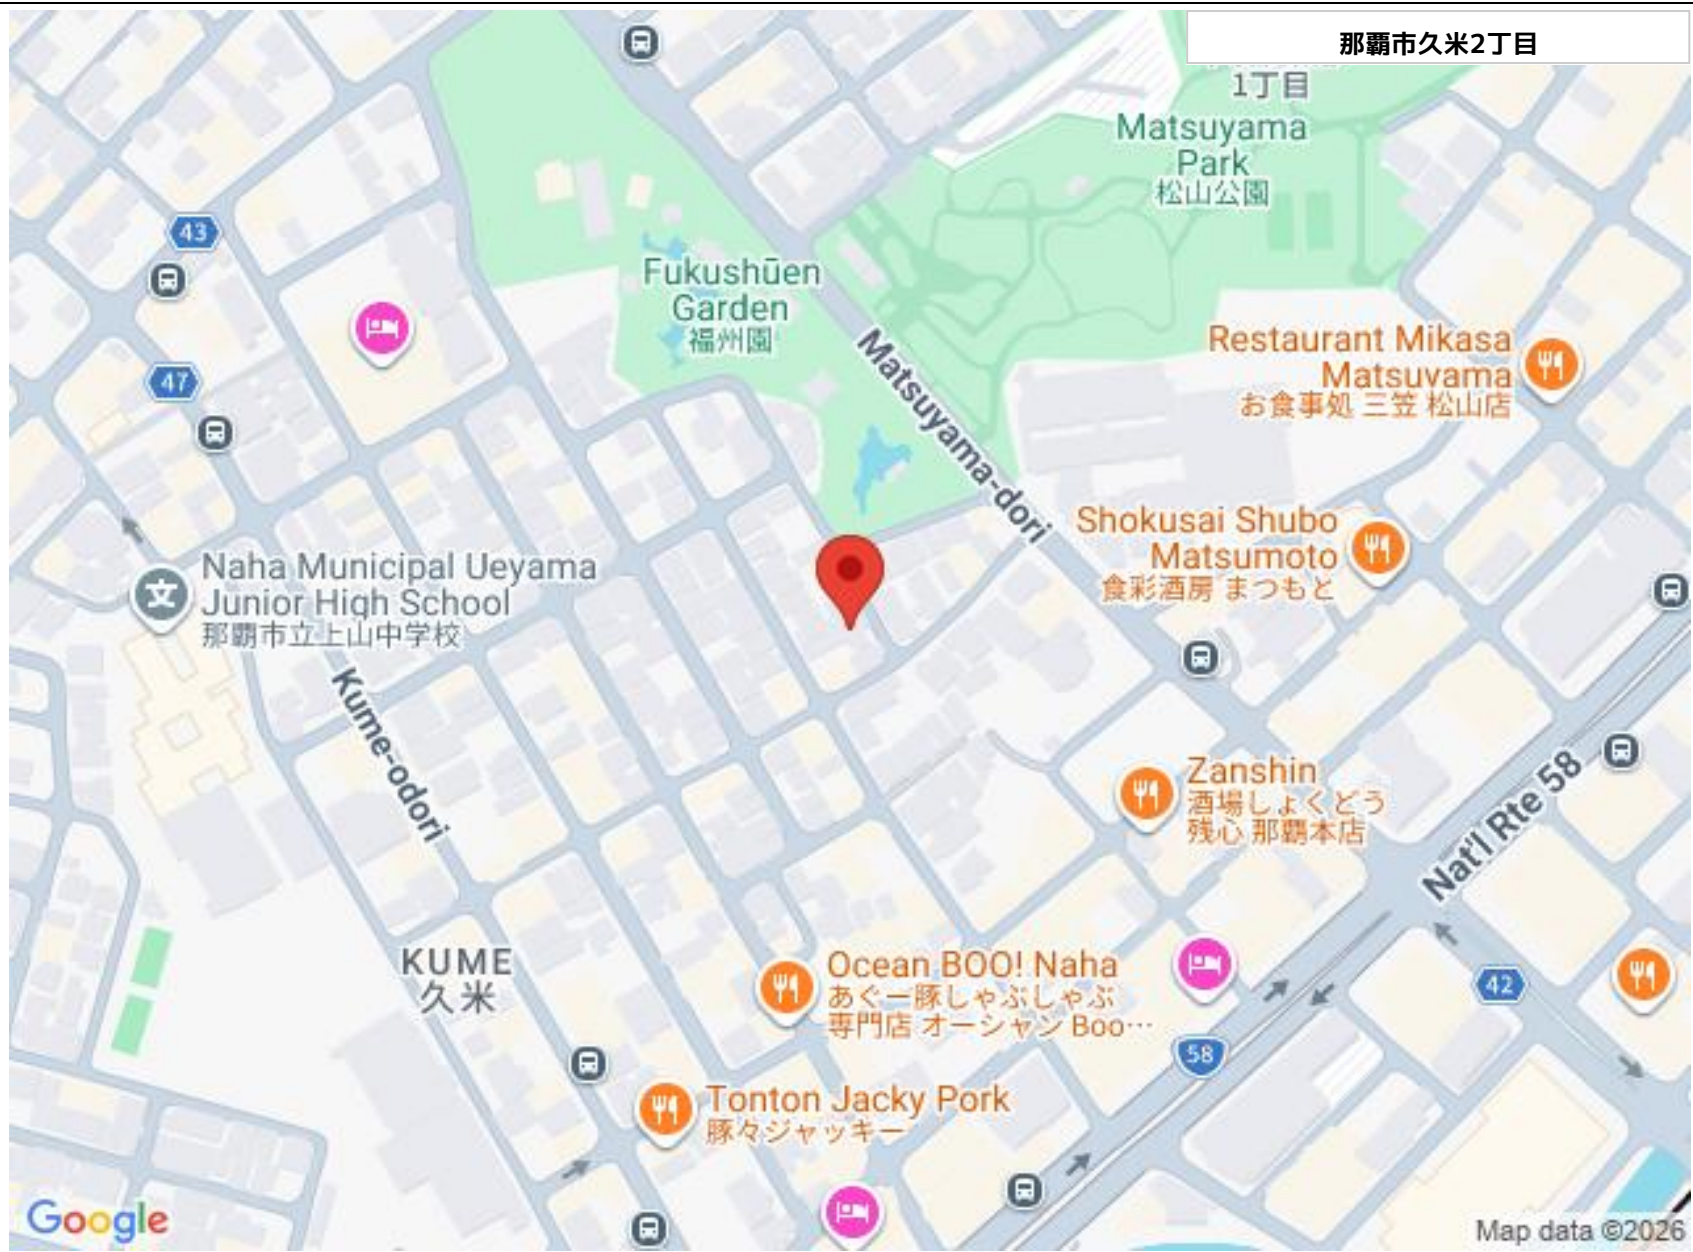 那覇市久米2丁目
1丁目
Matsuyama
Park
松山公園
43
Fukushūen
Garden
福州園
Matsuyama-dori
Restaurant Mikasa
Matsuyama
お食事処 三笠 松山店
47
Shokusai Shubo
Matsumoto
食彩酒房 まつもと
文
Naha Municipal Ueyama
Junior High School
那覇市立上山中学校
Kume-odori
Zanshin
酒場しょくどう
残心 那覇本店
Nat'l Rte 58
KUME
久米
Ocean BOO! Naha
あぐー豚しゃぶしゃぶ
専門店 オーシャン Boo…
42
58
Tonton Jacky Pork
豚々ジャッキー
Google
Map data ©2026